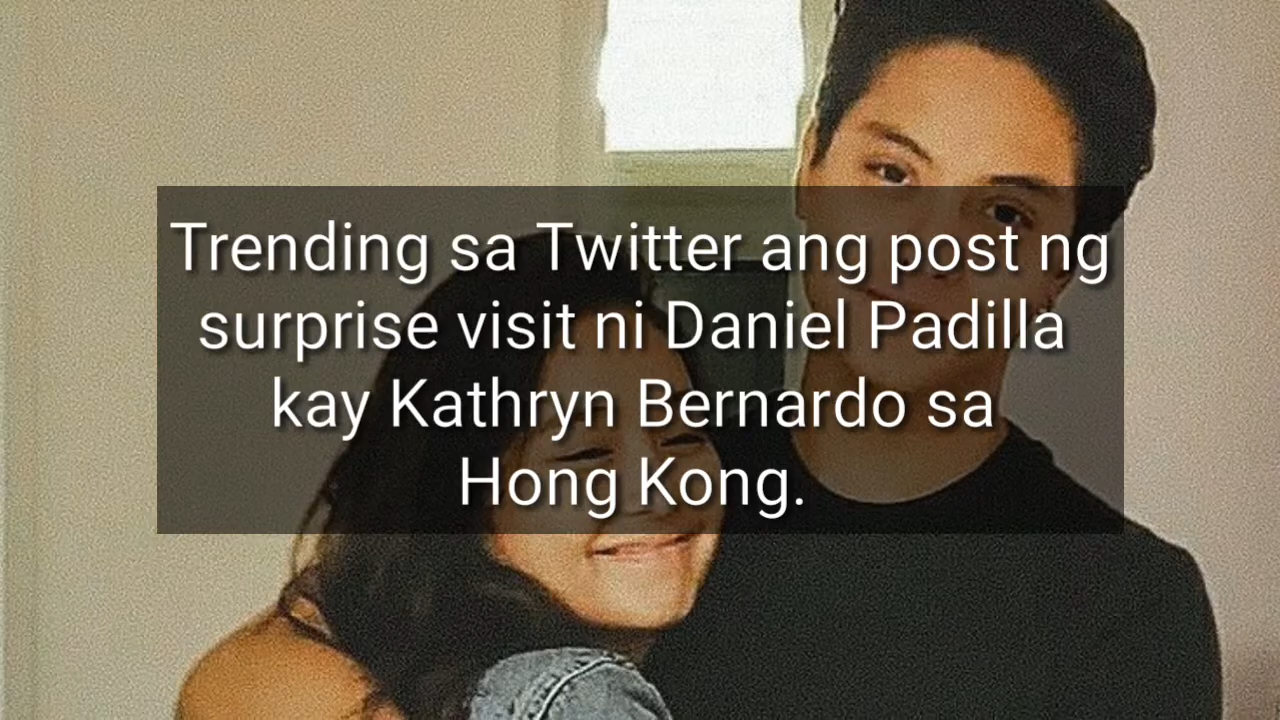 Trending sa Twitter ang post ng
surprise visit ni Daniel Padilla
kay Kathryn Bernardo sa
Hong Kong.